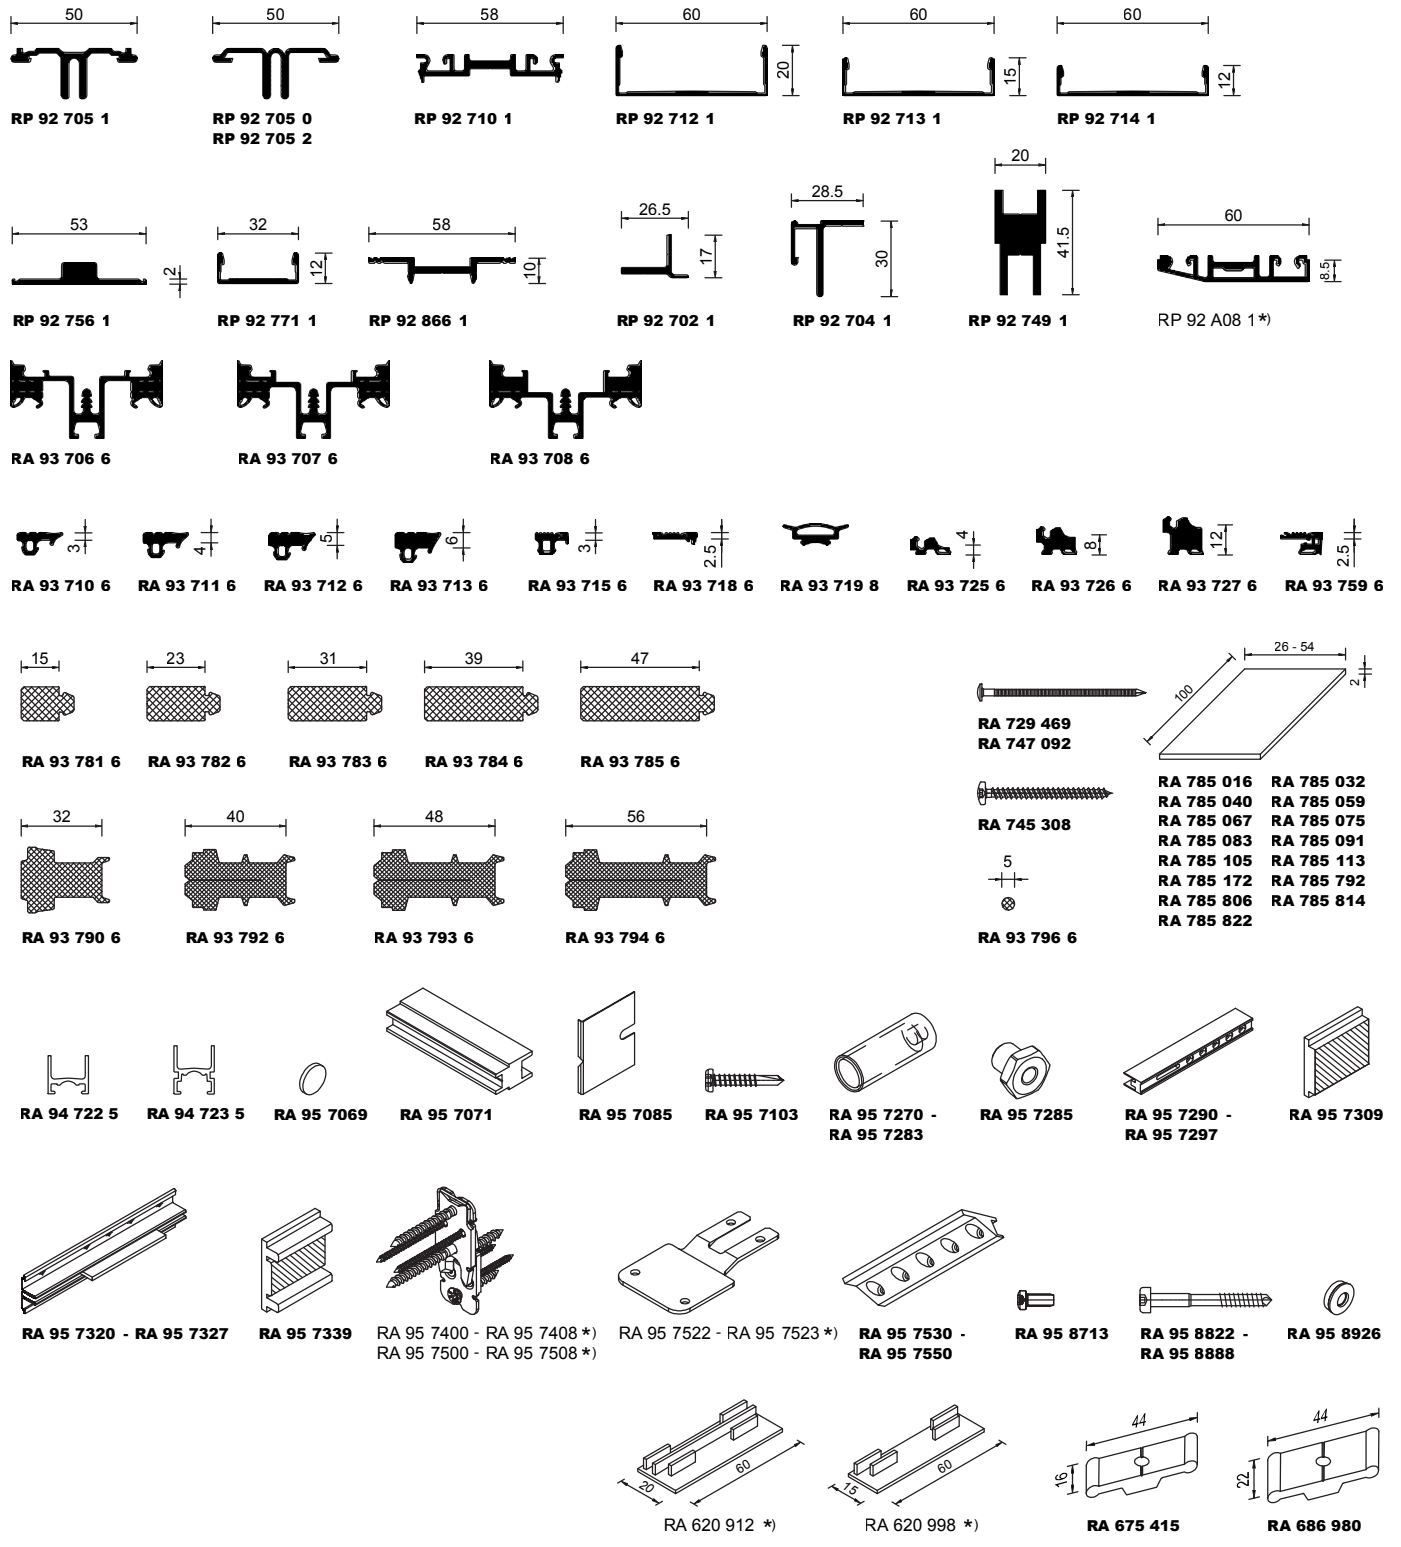 50 50 58 60 60 60
20 15 12
RP 92 705 1 RP 92 705 0 RP 92 710 1 RP 92 712 1 RP 92 713 1 RP 92 714 1
RP 92 705 2
20
53 32 58 26.5 28.5 60
2 12 10 17 30 41.5 8.5
RP 92 756 1 RP 92 771 1 RP 92 866 1 RP 92 702 1 RP 92 704 1 RP 92 749 1 RP 92 A08 1*)
RA 93 706 6 RA 93 707 6 RA 93 708 6
3 4 5 6 3 2.5 4 8 12 2.5
RA 93 710 6 RA 93 711 6 RA 93 712 6 RA 93 713 6 RA 93 715 6 RA 93 718 6 RA 93 719 8 RA 93 725 6 RA 93 726 6 RA 93 727 6 RA 93 759 6
15 23 31 39 47
26 - 54
100
2
RA 93 781 6 RA 93 782 6 RA 93 783 6 RA 93 784 6 RA 93 785 6
RA 729 469
RA 747 092
RA 745 308
RA 785 016 RA 785 032
RA 785 040 RA 785 059
RA 785 067 RA 785 075
RA 785 083 RA 785 091
RA 785 105 RA 785 113
RA 785 172 RA 785 792
RA 785 806 RA 785 814
RA 785 822
32 40 48 56
5
RA 93 790 6 RA 93 792 6 RA 93 793 6 RA 93 794 6 RA 93 796 6
RA 94 722 5 RA 94 723 5 RA 95 7069 RA 95 7071 RA 95 7085 RA 95 7103 RA 95 7270 - RA 95 7285 RA 95 7290 - RA 95 7309
RA 95 7283 RA 95 7297
RA 95 7320 - RA 95 7327 RA 95 7339 RA 95 7400 - RA 95 7408 *) RA 95 7522 - RA 95 7523 *) RA 95 7530 - RA 95 8713 RA 95 8822 - RA 95 8926
RA 95 7500 - RA 95 7508 *) RA 95 7550 RA 95 8888
20 60 15 60 44 16 44 22
RA 620 912 *) RA 620 998 *) RA 675 415 RA 686 980